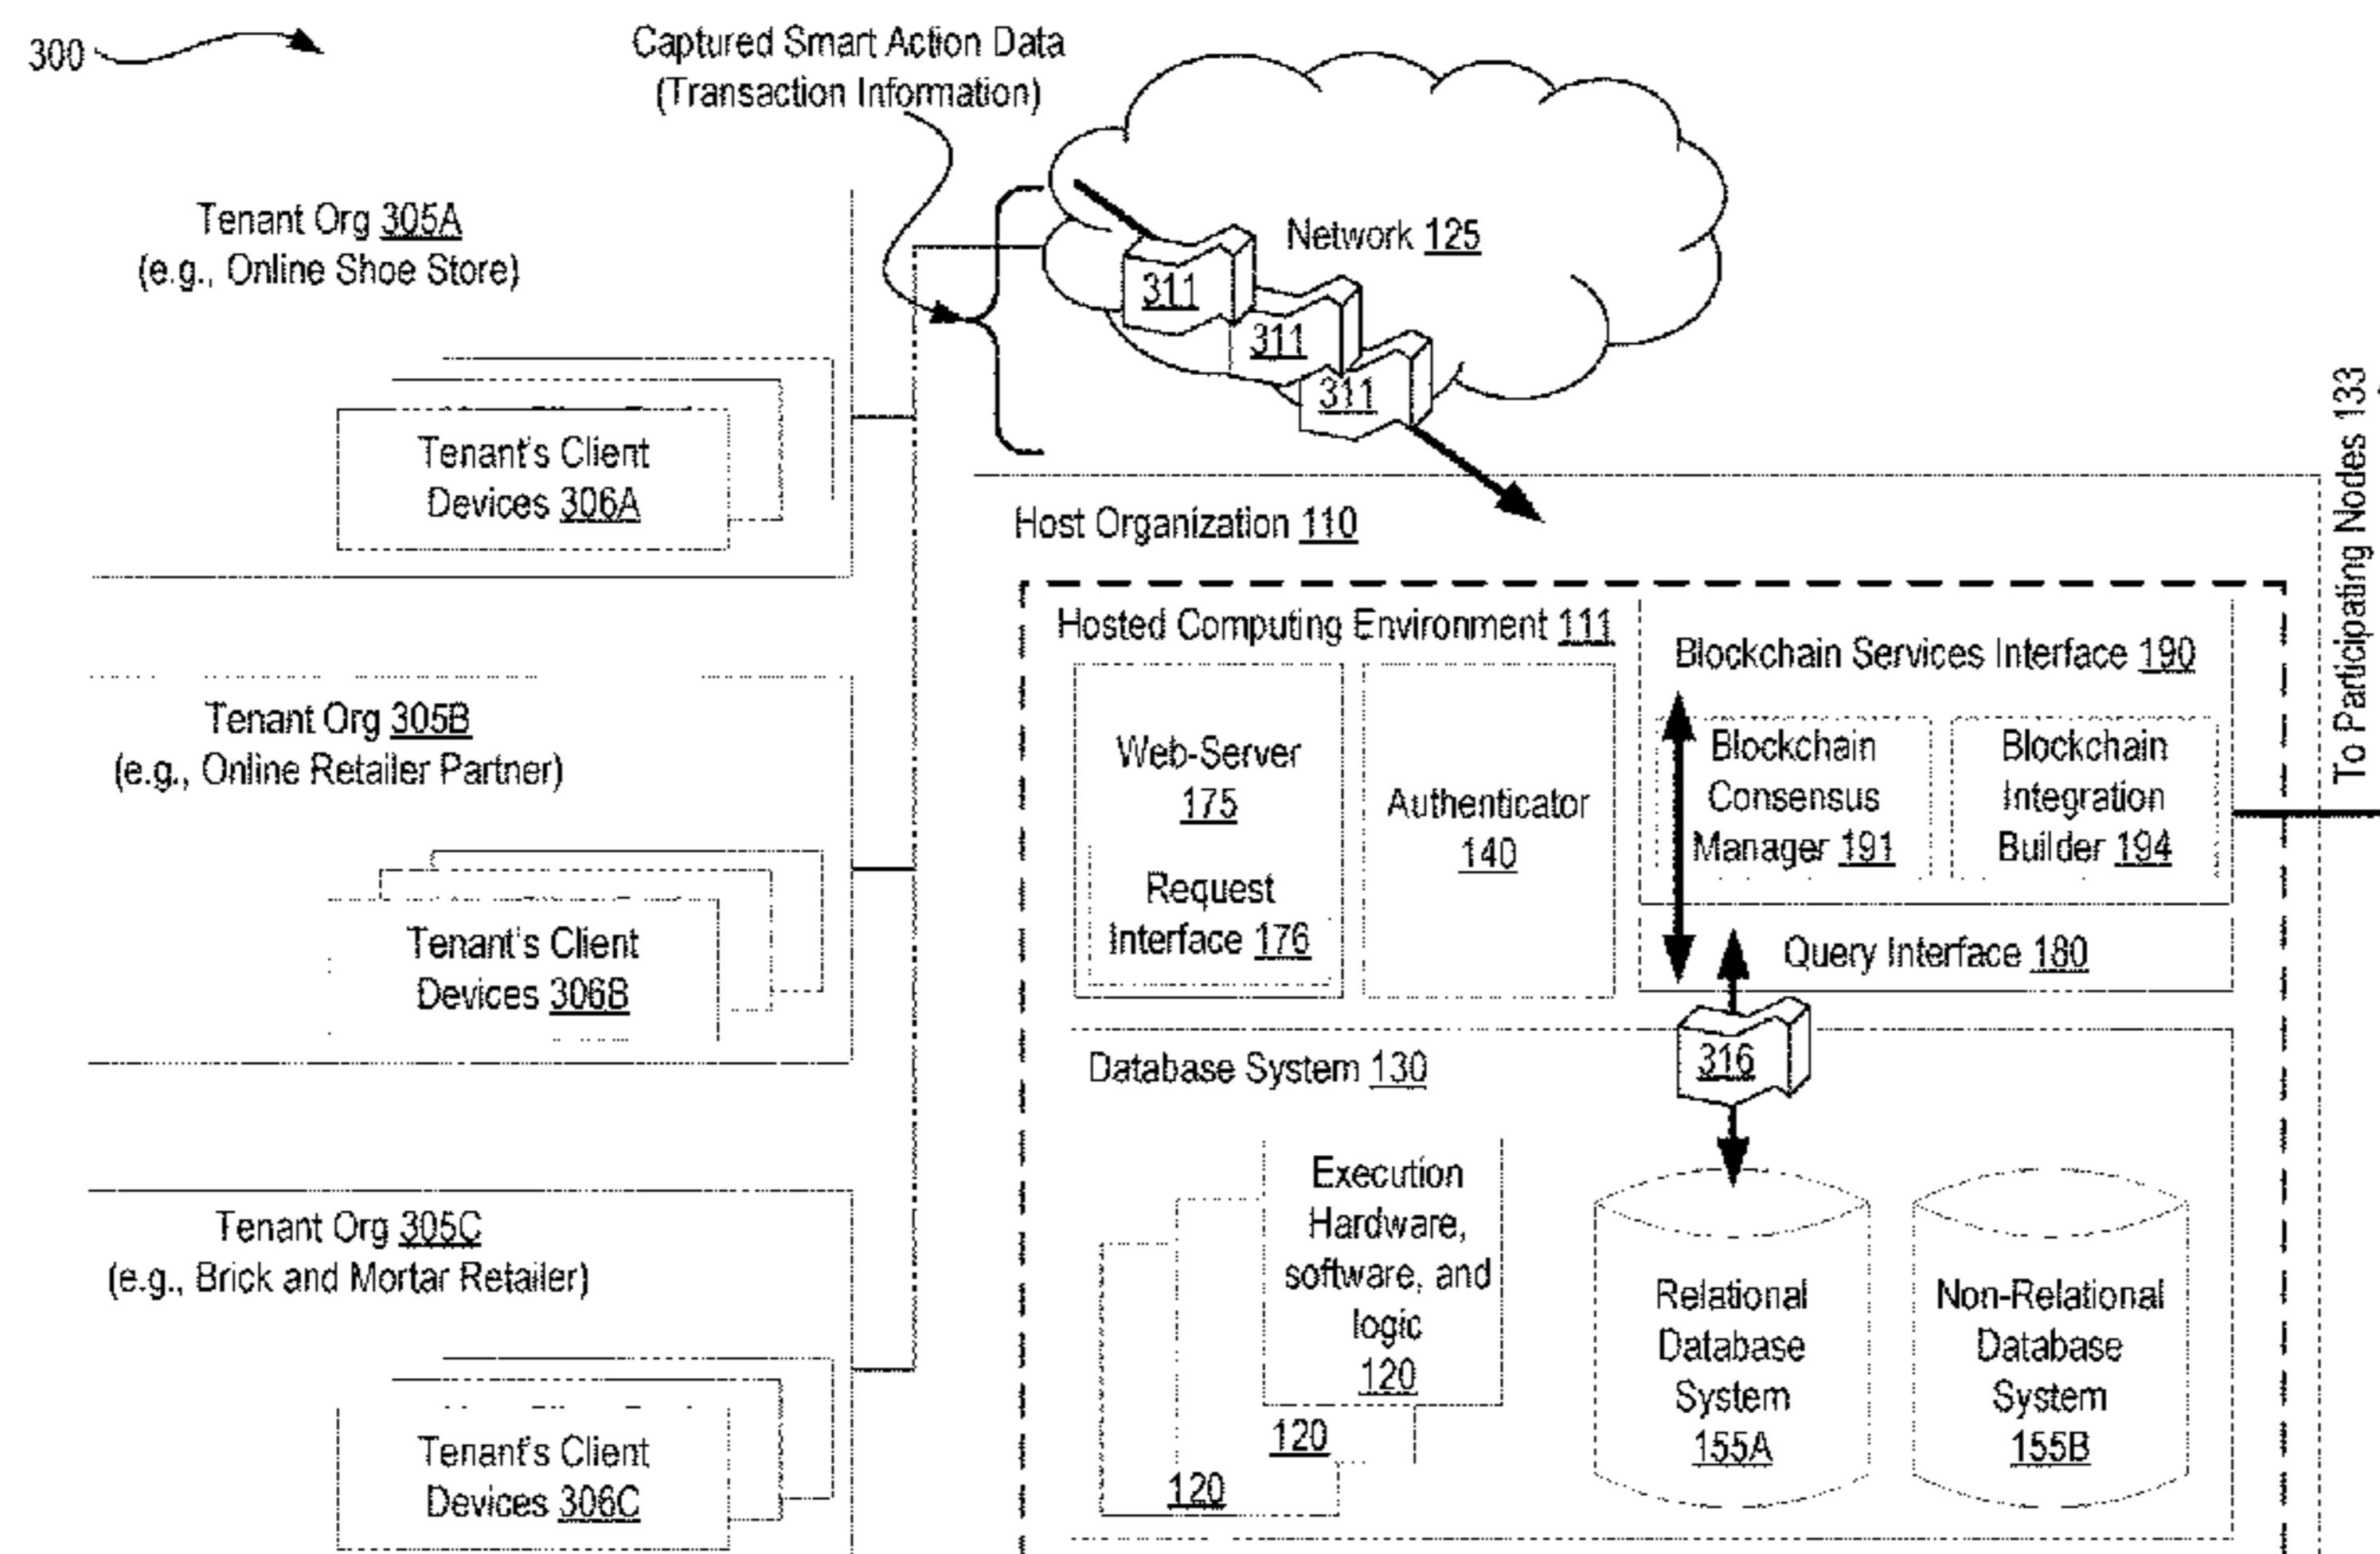 300
Captured Smart Action Data
(Transaction Information)
Tenant Org 305A
(e.g., Online Shoe Store)
Tenant's Client
Devices 306A
Tenant Org 305B
(e.g., Online Retailer Partner)
Tenant's Client
Devices 306B
Tenant Org 305C
(e.g., Brick and Mortar Retailer)
Tenant's Client
Devices 306C
Network 125
311
311
311
To Participating Nodes 133
Host Organization 110
Hosted Computing Environment 111
Web-Server
175
Request
Interface 176
Authenticator
140
Blockchain Services Interface 190
Blockchain
Consensus
Manager 191
Blockchain
Integration
Builder 194
Query Interface 180
316
Database System 130
Execution
Hardware,
software, and
logic
120
120
120
Relational
Database
System
155A
Non-Relational
Database
System
155B